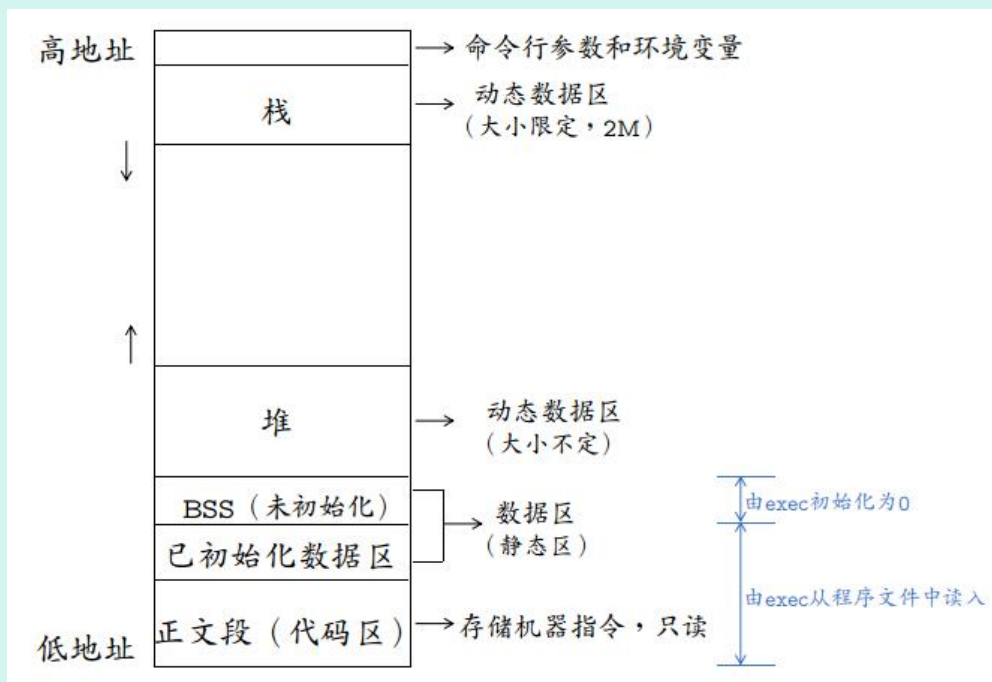 高地址
命令行参数和环境变量
栈
动态数据区
（大小限定，2M）
堆
动态数据区
（大小不定）
BSS（未初始化）
由exec初始化为0
数据区
（静态区）
已初始化数据区
由exec从程序文件中读入
正文段（代码区）
存储机器指令，只读
低地址